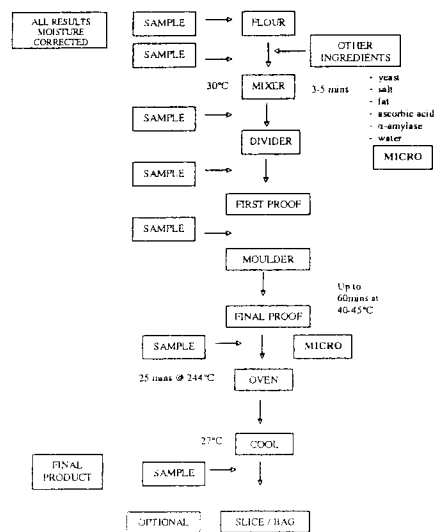 ALL RESULTS
MOISTURE
CORRECTED
SAMPLE
FLOUR
SAMPLE
OTHER
INGREDIENTS
30°C
MIXER
3-5 mins
- yeast
- salt
- fat
- ascorbic acid
- α-amylase
- water
SAMPLE
DIVIDER
MICRO
SAMPLE
FIRST PROOF
SAMPLE
MOULDER
Up to
60mins at
40-45°C
FINAL PROOF
SAMPLE
MICRO
25 mins @ 244°C
OVEN
27°C
COOL
FINAL
PRODUCT
SAMPLE
OPTIONAL
SLICE / BAG